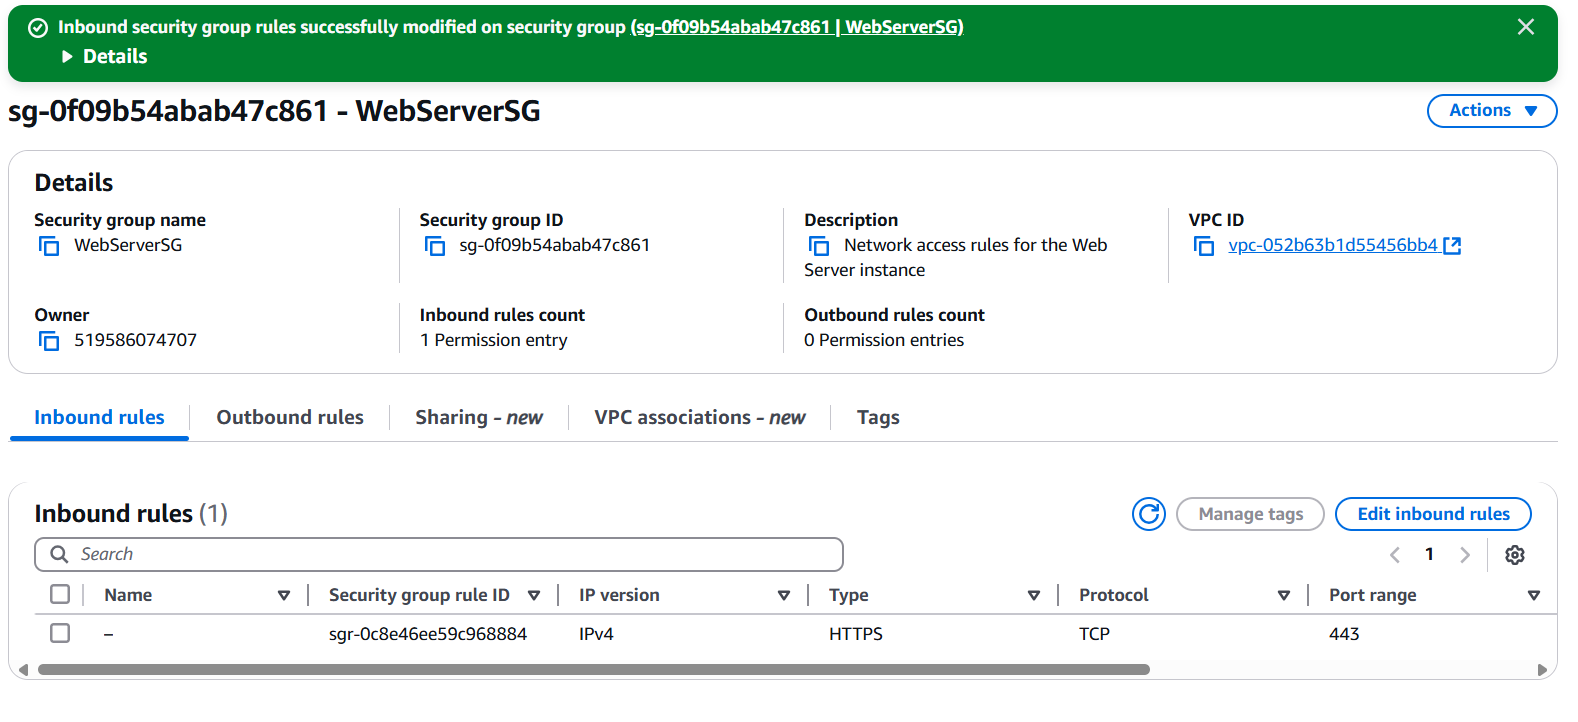 Inbound security group rules successfully modified on security group (sg-0f09b54abab47c861 | WebServerSG)
Details
sg-0f09b54abab47c861 - WebServerSG
Actions
Details
Security group name
WebServerSG
Security group ID
sg-0f09b54abab47c861
Description
Network access rules for the Web
Server instance
VPC ID
vpc-052b63b1d55456bb4
Owner
519586074707
Inbound rules count
1 Permission entry
Outbound rules count
0 Permission entries
Inbound rules Outbound rules Sharing - new VPC associations - new Tags
Inbound rules (1)
Manage tags Edit inbound rules
Search
1
Name Security group rule ID IP version Type Protocol Port range
– sgr-0c8e46ee59c968884 IPv4 HTTPS TCP 443